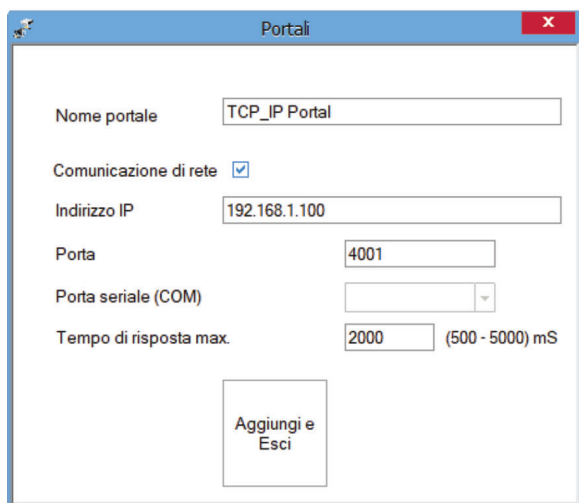 Portali
x
Nome portale TCP_IP Portal
Comunicazione di rete
Indirizzo IP 192.168.1.100
Porta 4001
Porta seriale (COM)
Tempo di risposta max. 2000 (500 - 5000) mS
Aggiungi e
Esci